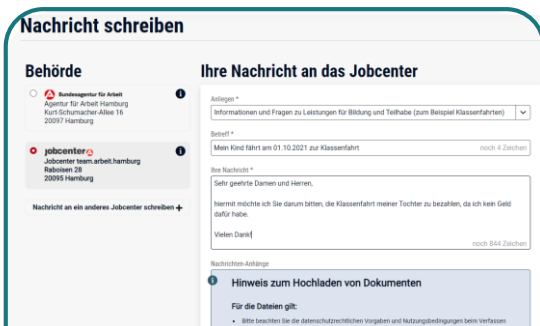 Nachricht schreiben
Behörde
Bundesagentur für Arbeit
Agentur für Arbeit Hamburg
Kurt-Schumacher-Allee 16
20097 Hamburg
jobcenter
Jobcenter team.arbeit.hamburg
Raboisen 28
20095 Hamburg
Nachricht an ein anderes Jobcenter schreiben +
Ihre Nachricht an das Jobcenter
Anliegen *
Informationen und Fragen zu Leistungen für Bildung und Teilhabe (zum Beispiel Klassenfahrten)
Betreff *
Mein Kind fährt am 01.10.2021 zur Klassenfahrt noch 4 Zeichen
Ihre Nachricht *
Sehr geehrte Damen und Herren,
hiermit möchte ich Sie darum bitten, die Klassenfahrt meiner Tochter zu bezahlen, da ich kein Geld
dafür habe.
Vielen Dank!
noch 844 Zeichen
Nachrichten-Anhänge
Hinweis zum Hochladen von Dokumenten
Für die Dateien gilt:
• Bitte beachten Sie die datenschutzrechtlichen Vorgaben und Nutzungsbedingungen beim Verfassen